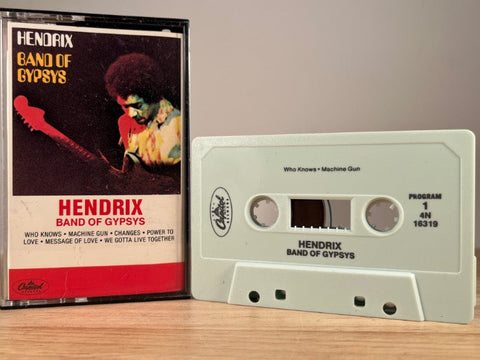 HENDRIX
BAND OF
GYPSYS
HENDRIX
BAND OF GYPSYS
WHO KNOWS • MACHINE GUN • CHANGES • POWER TO
LOVE • MESSAGE OF LOVE • WE GOTTA LIVE TOGETHER
Capitol
Who Knows • Machine Gun
PROGRAM
1
4N
16319
Capitol
HENDRIX
BAND OF GYPSYS